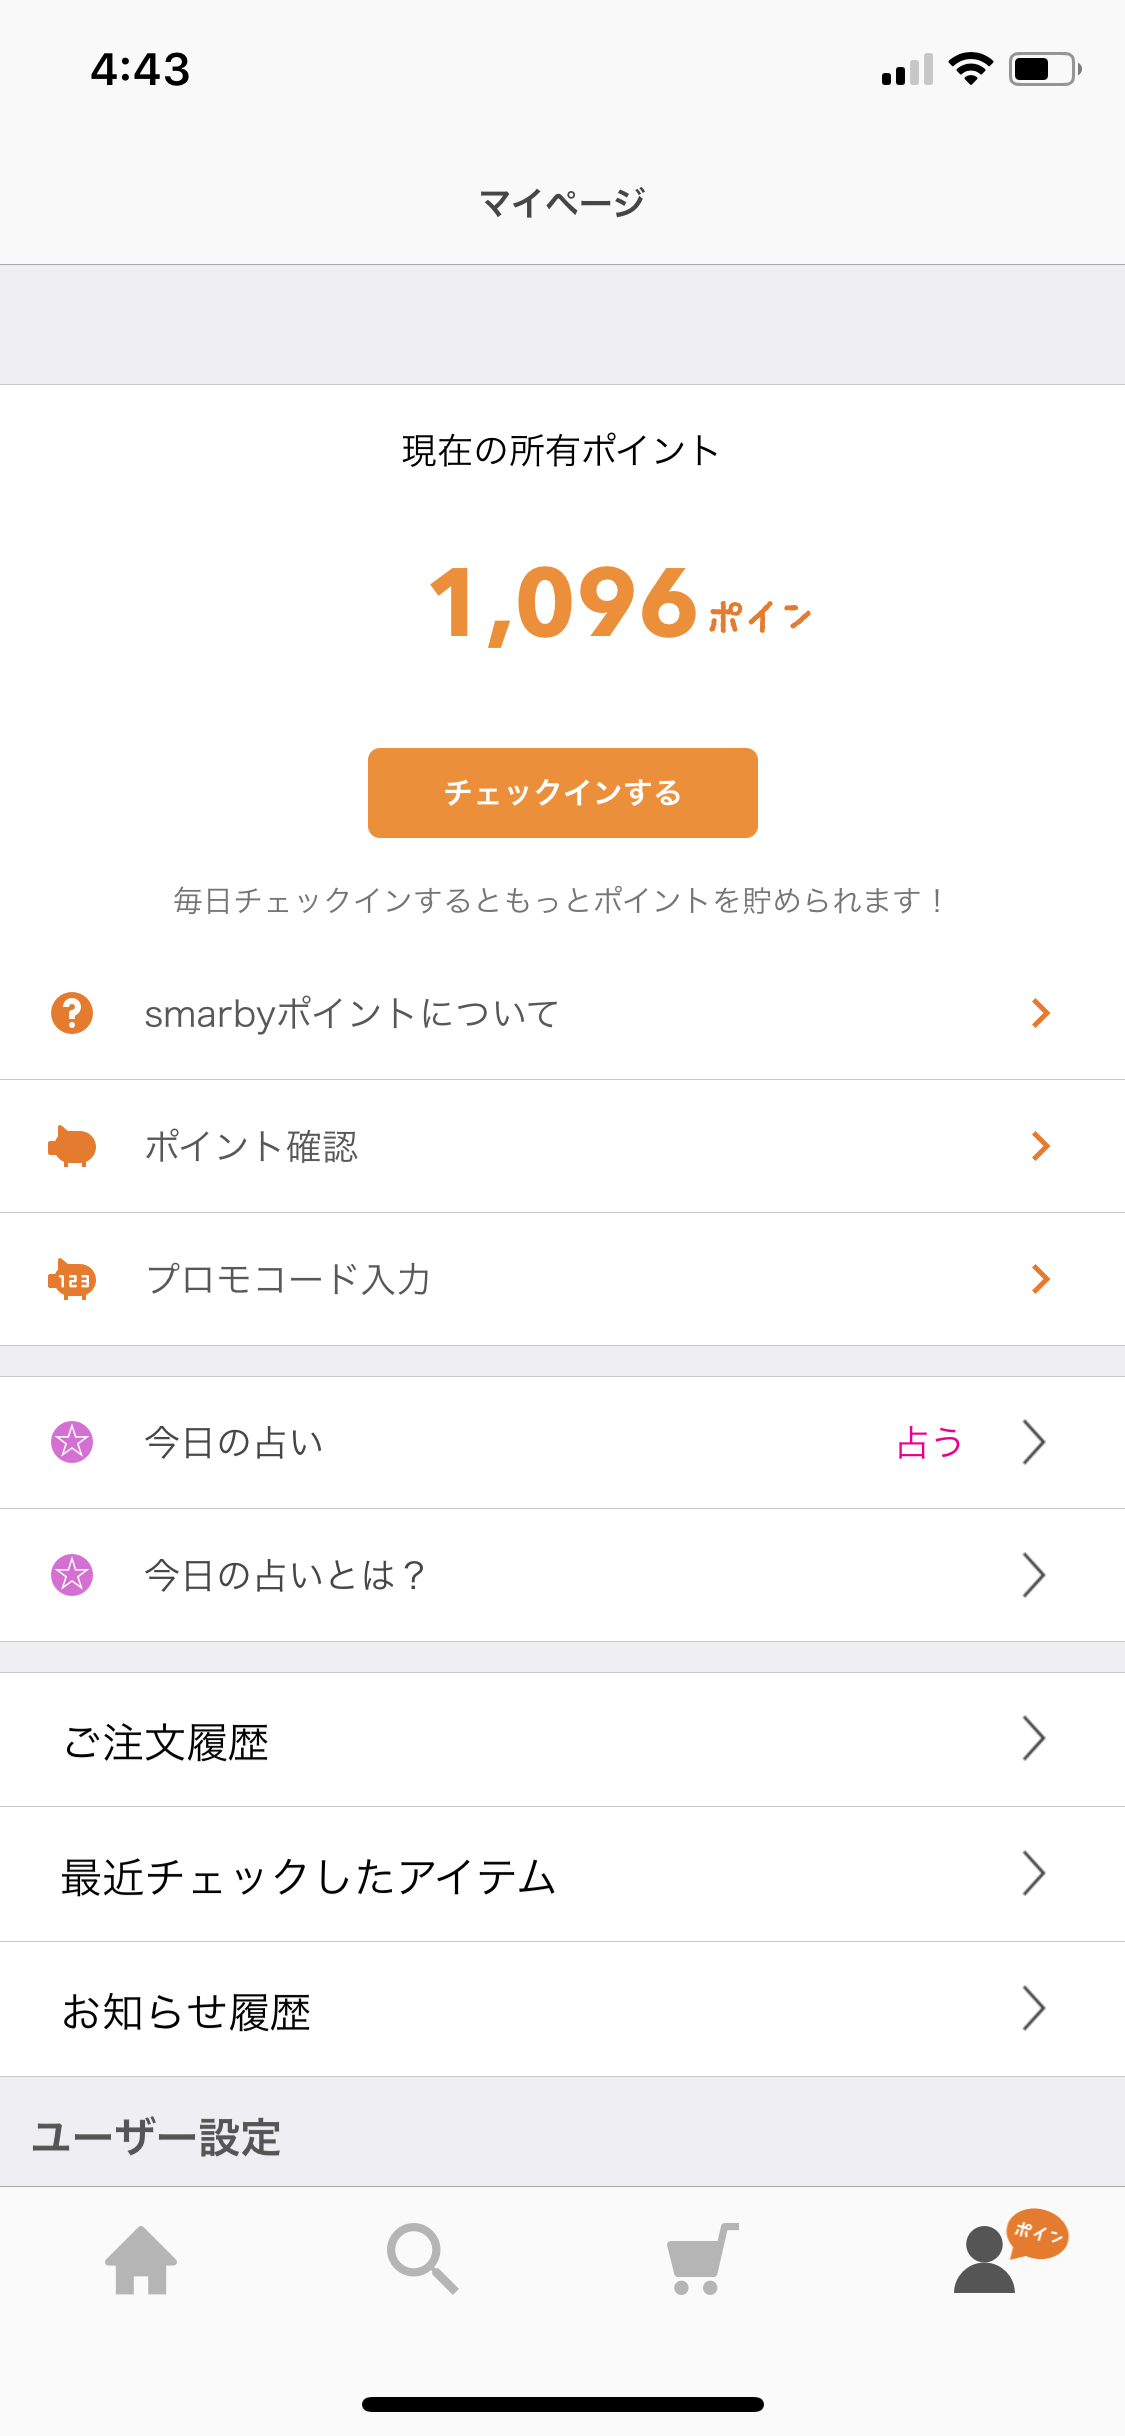 4:43
マイページ
現在の所有ポイント
1,096 ポイン
チェックインする
毎日チェックインするともっとポイントを貯められます！
smarbyポイントについて
ポイント確認
123 プロモコード入力
今日の占い 占う
今日の占いとは？
ご注文履歴
最近チェックしたアイテム
お知らせ履歴
ユーザー設定
ポイン